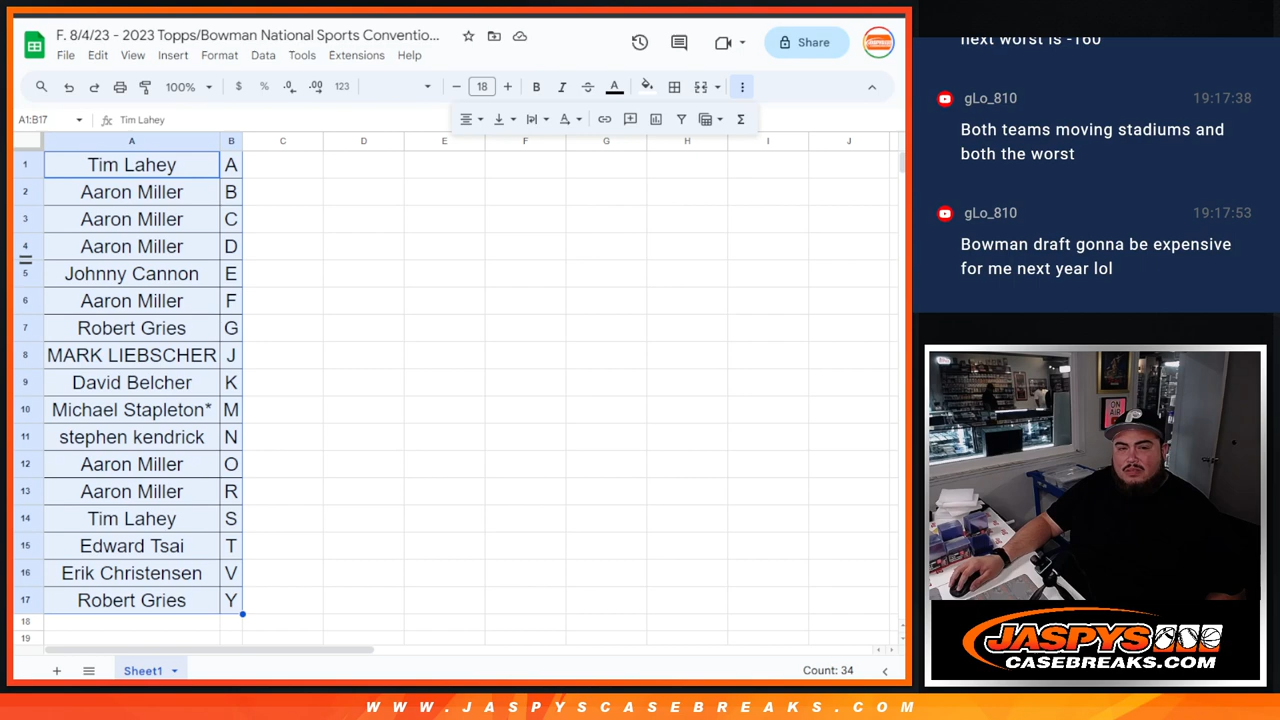 F. 8/4/23 - 2023 Topps/Bowman National Sports Conventio...
Share
File Edit View Insert Format Data Tools Extensions Help
100% $ % .0 .00 123 18 B I S A
A1:B17 fx Tim Lahey
A B C D E F G H I J
1 Tim Lahey A
2 Aaron Miller B
3 Aaron Miller C
4 Aaron Miller D
5 Johnny Cannon E
6 Aaron Miller F
7 Robert Gries G
8 MARK LIEBSCHER J
9 David Belcher K
10 Michael Stapleton* M
11 stephen kendrick N
12 Aaron Miller O
13 Aaron Miller R
14 Tim Lahey S
15 Edward Tsai T
16 Erik Christensen V
17 Robert Gries Y
18
19
Sheet1 Count: 34
next worst is -160
gLo_810 19:17:38
Both teams moving stadiums and
both the worst
gLo_810 19:17:53
Bowman draft gonna be expensive
for me next year lol
ON
AIR
P
JASPYS
CASEBREAKS.COM
WWW.JASPYSCASEBREAKS.COM